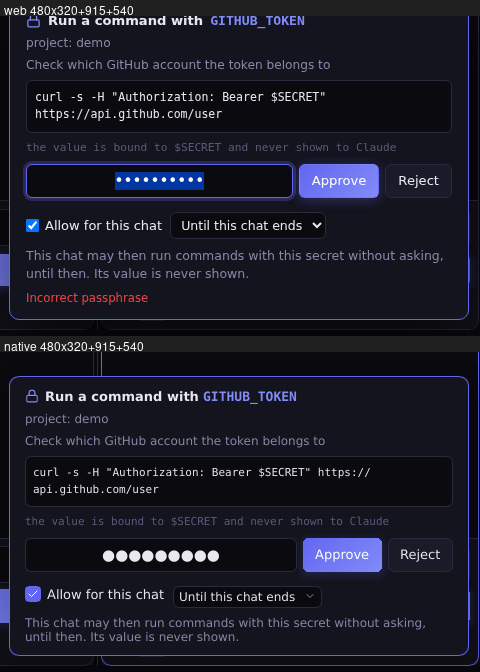 web 480x320+915+540
Run a command with GITHUB_TOKEN
project: demo
Check which GitHub account the token belongs to
curl -s -H "Authorization: Bearer $SECRET"
https://api.github.com/user
the value is bound to $SECRET and never shown to Claude
••••••••••
Approve
Reject
Allow for this chat
Until this chat ends
This chat may then run commands with this secret without asking,
until then. Its value is never shown.
Incorrect passphrase
native 480x320+915+540
Run a command with GITHUB_TOKEN
project: demo
Check which GitHub account the token belongs to
curl -s -H "Authorization: Bearer $SECRET" https://
api.github.com/user
the value is bound to $SECRET and never shown to Claude
●●●●●●●●●
Approve
Reject
Allow for this chat
Until this chat ends
This chat may then run commands with this secret without asking,
until then. Its value is never shown.